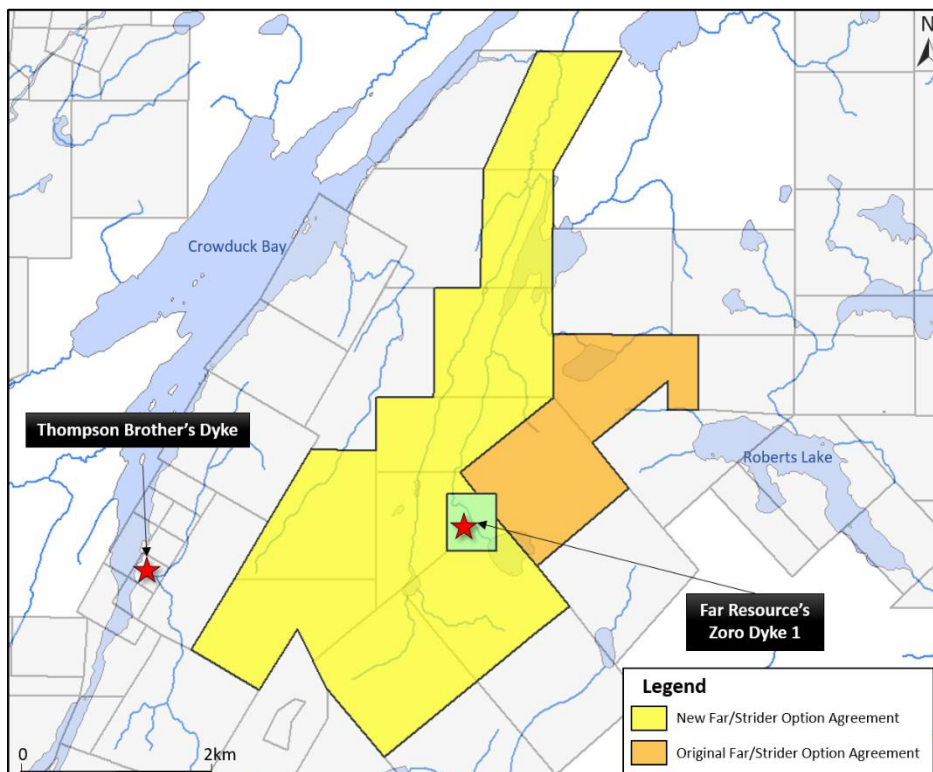 N
Crowduck Bay
Thompson Brother's Dyke
Roberts Lake
Far Resource's
Zoro Dyke 1
Legend
New Far/Strider Option Agreement
Original Far/Strider Option Agreement
0
2km